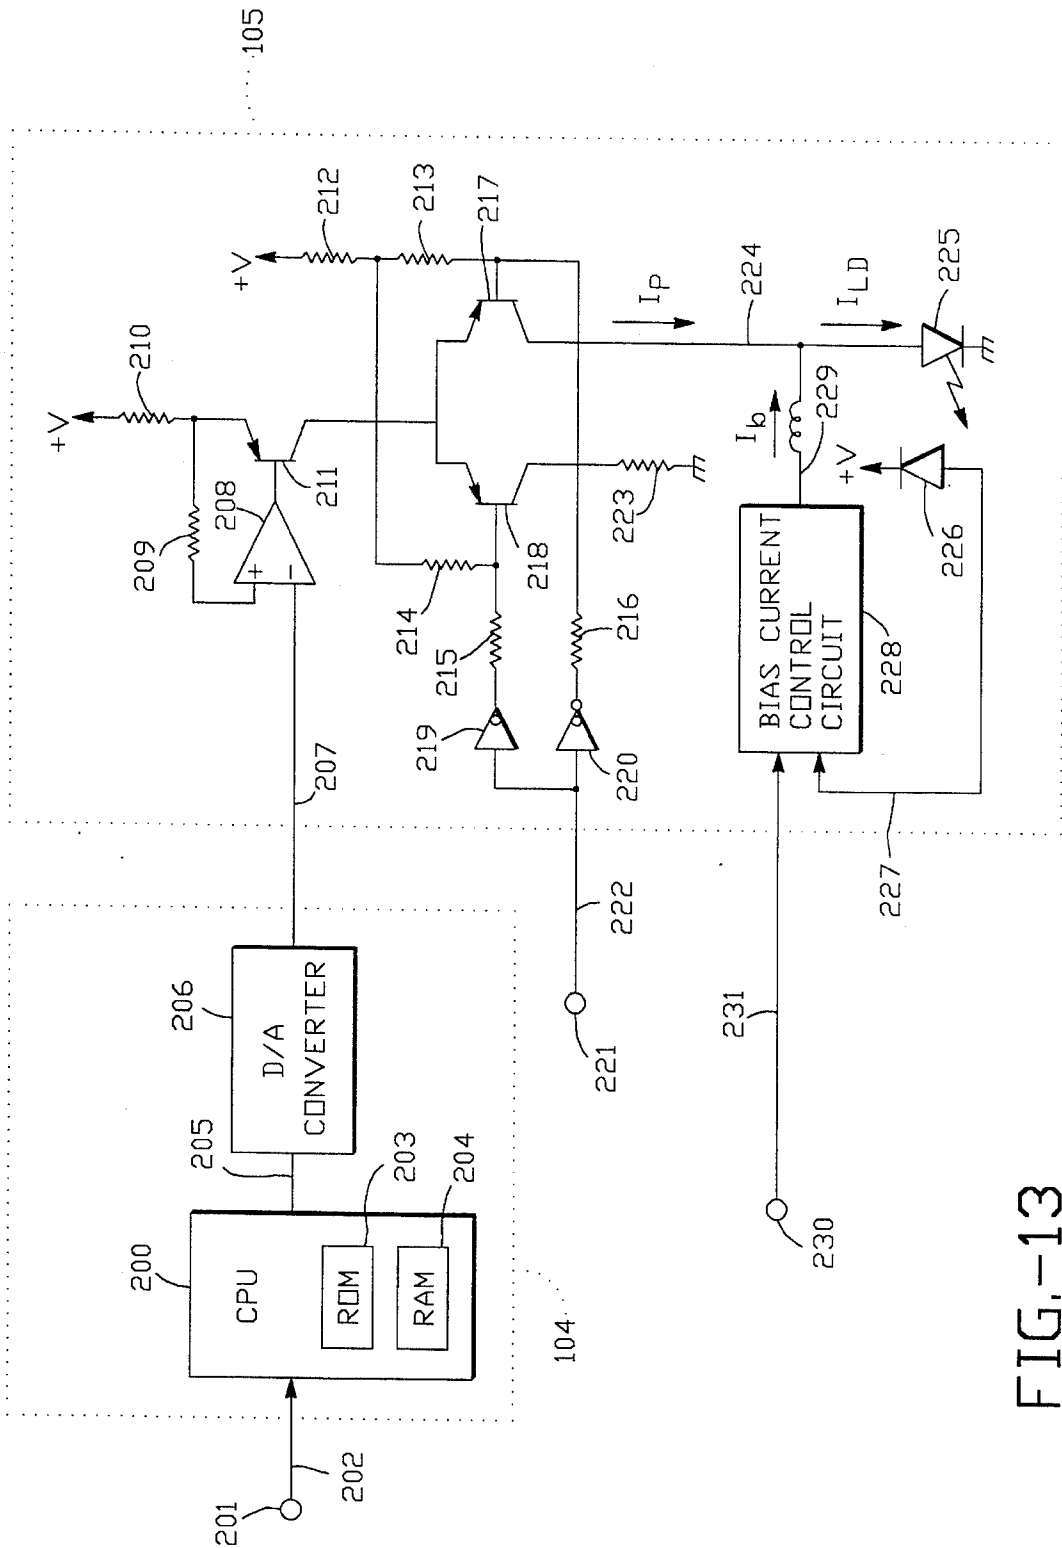 105
+V
212
213
217
+V
210
209
208
211
214
215
218
216
219
220
223
I_P
224
I_LD
225
I_b
229
+V
226
BIAS CURRENT
CONTROL
CIRCUIT
228
227
207
222
221
231
230
206
D/A
CONVERTER
205
200
CPU
203
ROM
204
RAM
104
202
201
FIG.-13